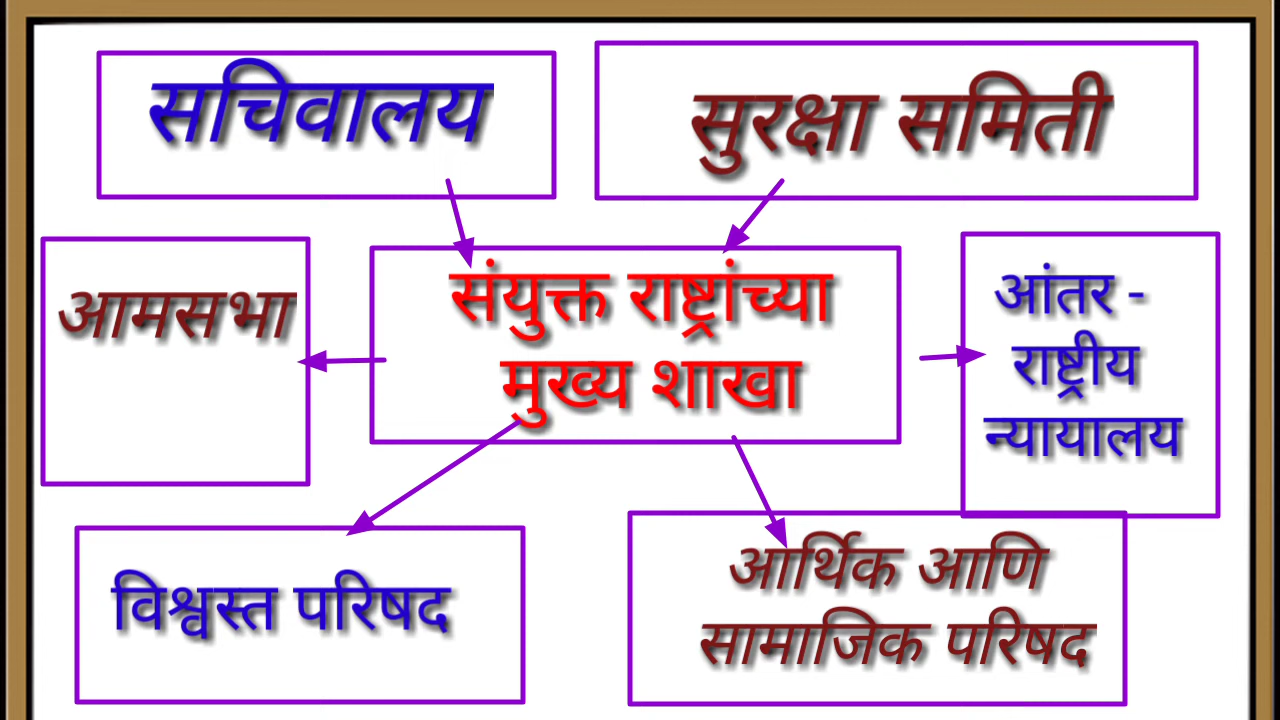 सचिवालय
सुरक्षा समिती
आमसभा
संयुक्त राष्ट्रांच्या
मुख्य शाखा
आंतर -
राष्ट्रीय
न्यायालय
विश्वस्त परिषद
आर्थिक आणि
सामाजिक परिषद